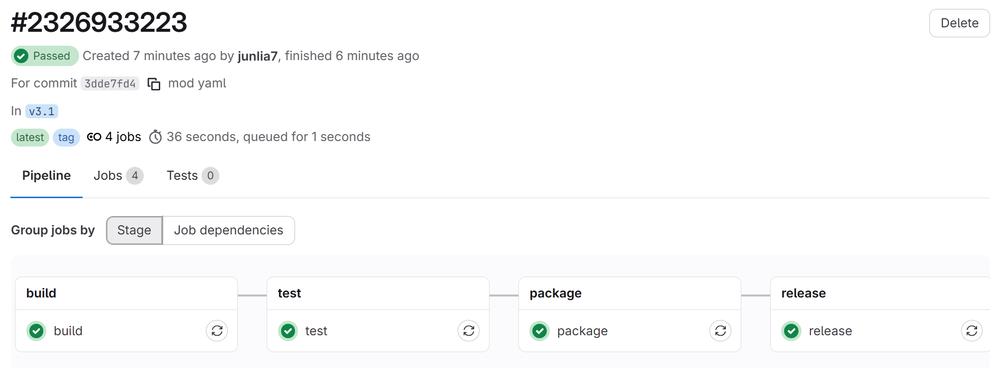 #2326933223
Delete
Passed Created 7 minutes ago by junlia7, finished 6 minutes ago
For commit 3dde7fd4 mod yaml
In v3.1
latest tag 4 jobs 36 seconds, queued for 1 seconds
Pipeline Jobs 4 Tests 0
Group jobs by Stage Job dependencies
build test package release
build test package release